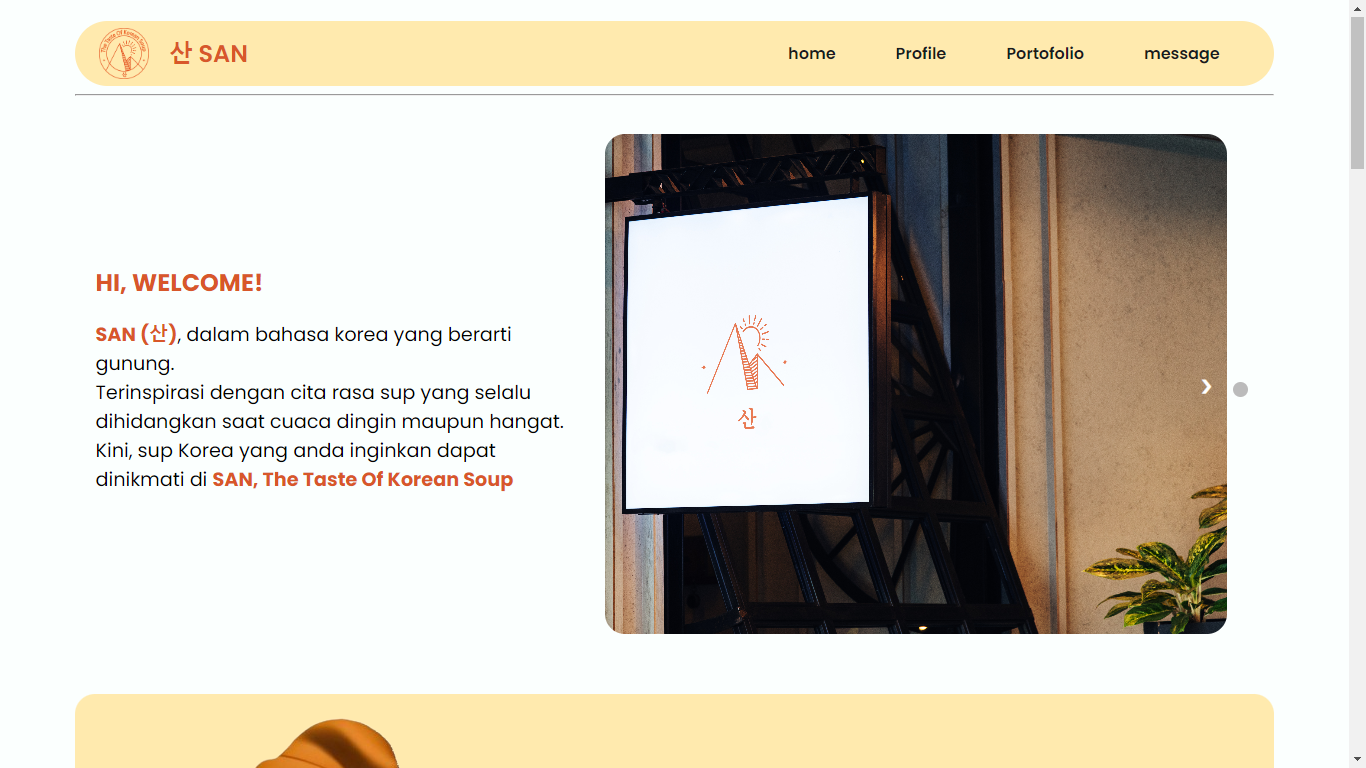 The Taste Of Korean Soup
산
산 SAN
home
Profile
Portofolio
message
HI, WELCOME!
SAN (산), dalam bahasa korea yang berarti
gunung.
Terinspirasi dengan cita rasa sup yang selalu
dihidangkan saat cuaca dingin maupun hangat.
Kini, sup Korea yang anda inginkan dapat
dinikmati di SAN, The Taste Of Korean Soup
산